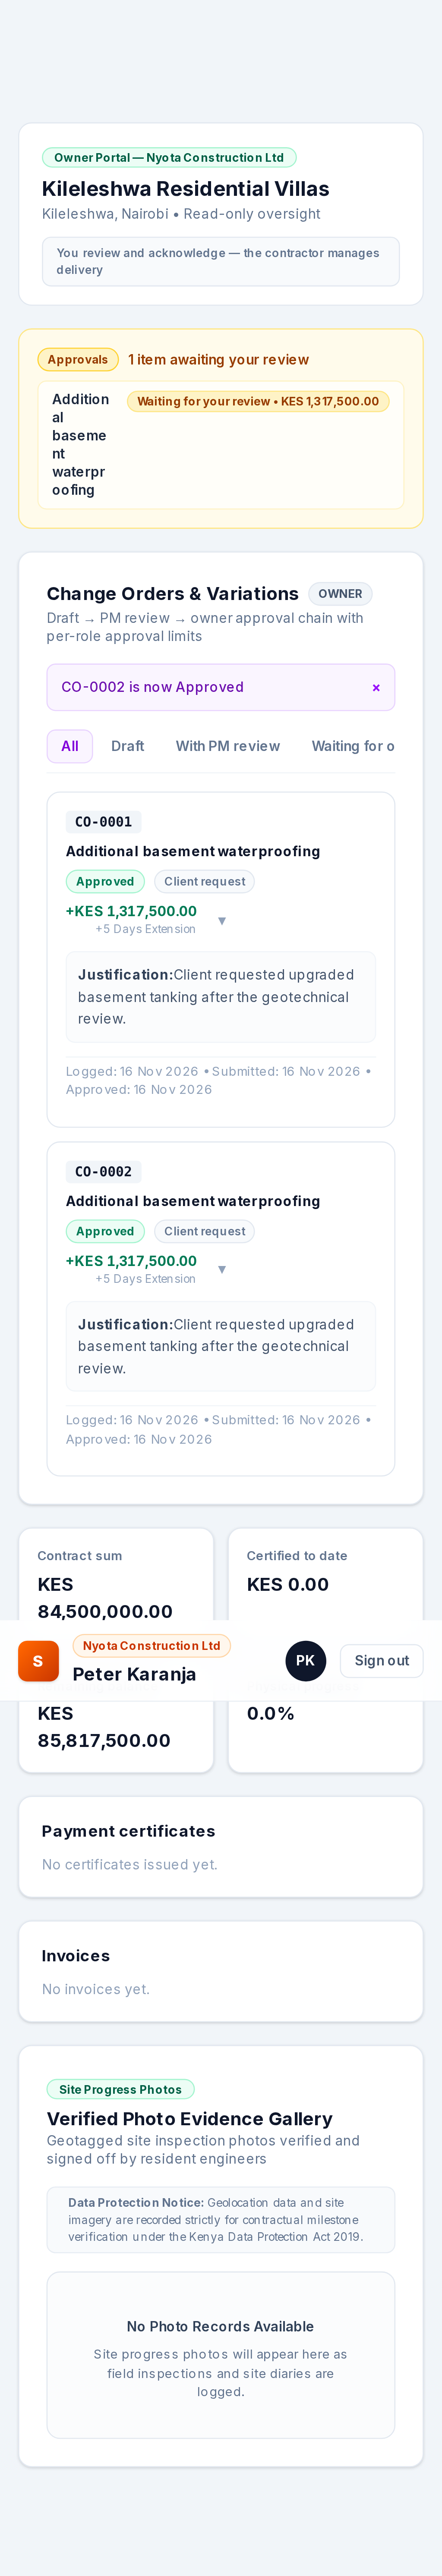 Owner Portal — Nyota Construction Ltd
Kileleshwa Residential Villas
Kileleshwa, Nairobi • Read-only oversight
You review and acknowledge — the contractor manages
delivery
Approvals
1 item awaiting your review
Addition
al
baseme
nt
waterpr
oofing
Waiting for your review • KES 1,317,500.00
Change Orders & Variations
OWNER
Draft → PM review → owner approval chain with
per-role approval limits
CO-0002 is now Approved
×
All
Draft
With PM review
Waiting for o
CO-0001
Additional basement waterproofing
Approved
Client request
+KES 1,317,500.00
▼
+5 Days Extension
Justification:Client requested upgraded
basement tanking after the geotechnical
review.
Logged: 16 Nov 2026 • Submitted: 16 Nov 2026 •
Approved: 16 Nov 2026
CO-0002
Additional basement waterproofing
Approved
Client request
+KES 1,317,500.00
▼
+5 Days Extension
Justification:Client requested upgraded
basement tanking after the geotechnical
review.
Logged: 16 Nov 2026 • Submitted: 16 Nov 2026 •
Approved: 16 Nov 2026
Contract sum
KES
84,500,000.00
Certified to date
KES 0.00
S
Nyota Construction Ltd
Peter Karanja
PK
Sign out
KES
85,817,500.00
0.0%
Payment certificates
No certificates issued yet.
Invoices
No invoices yet.
Site Progress Photos
Verified Photo Evidence Gallery
Geotagged site inspection photos verified and
signed off by resident engineers
Data Protection Notice: Geolocation data and site
imagery are recorded strictly for contractual milestone
verification under the Kenya Data Protection Act 2019.
No Photo Records Available
Site progress photos will appear here as
field inspections and site diaries are
logged.